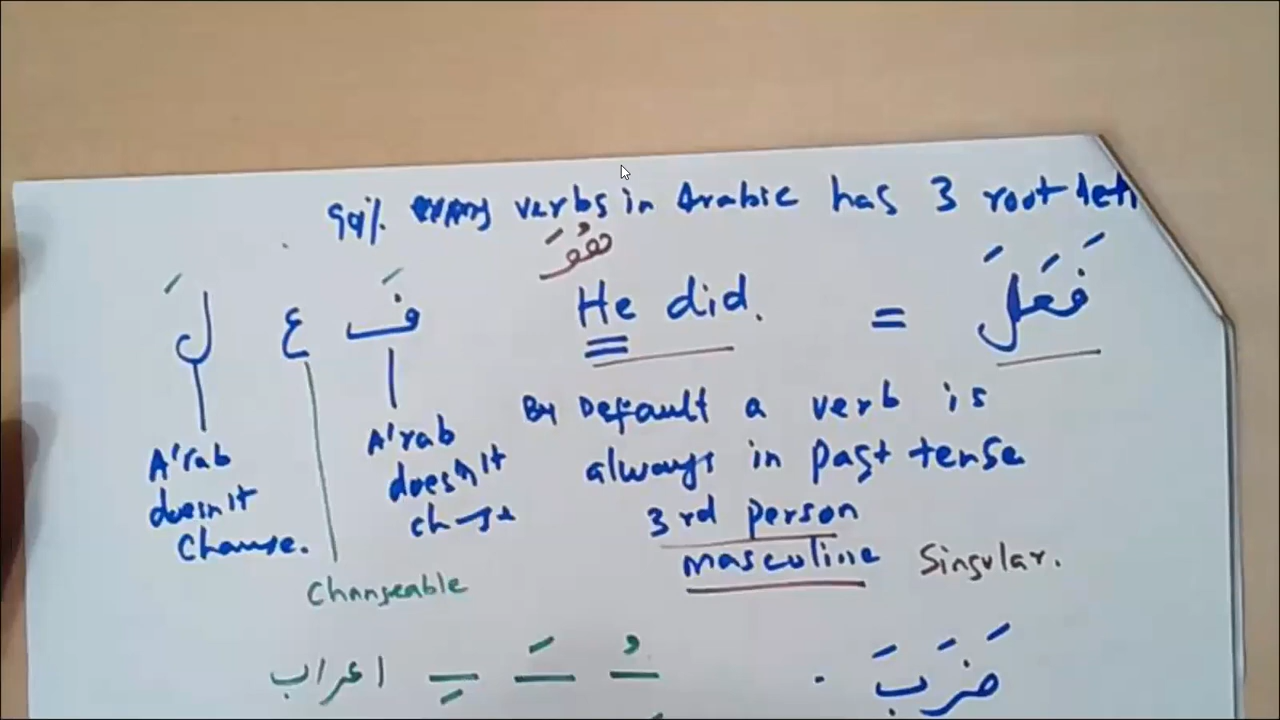 99% every verbs in Arabic has 3 root lett
هُوَ
فَعَلَ = He did. فَ ع لَ
By Default a verb is
always in past tense
3rd person
masculine Singular.
A'rab
doesn't
change
Changeable
A'rab
doesn't
Change.
ضَرَبَ . ُ َ ِ اعراب